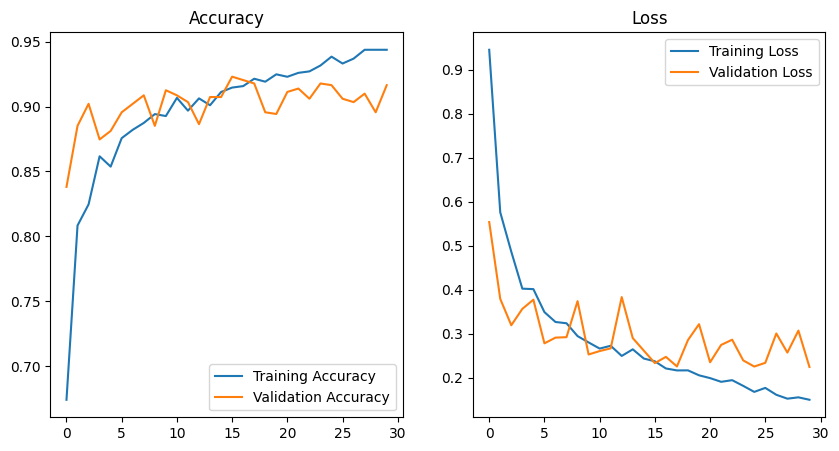 Accuracy
0.95
0.90
0.85
0.80
0.75
0.70
Training Accuracy
Validation Accuracy
0 5 10 15 20 25 30
Loss
0.9
0.8
0.7
0.6
0.5
0.4
0.3
0.2
Training Loss
Validation Loss
0 5 10 15 20 25 30